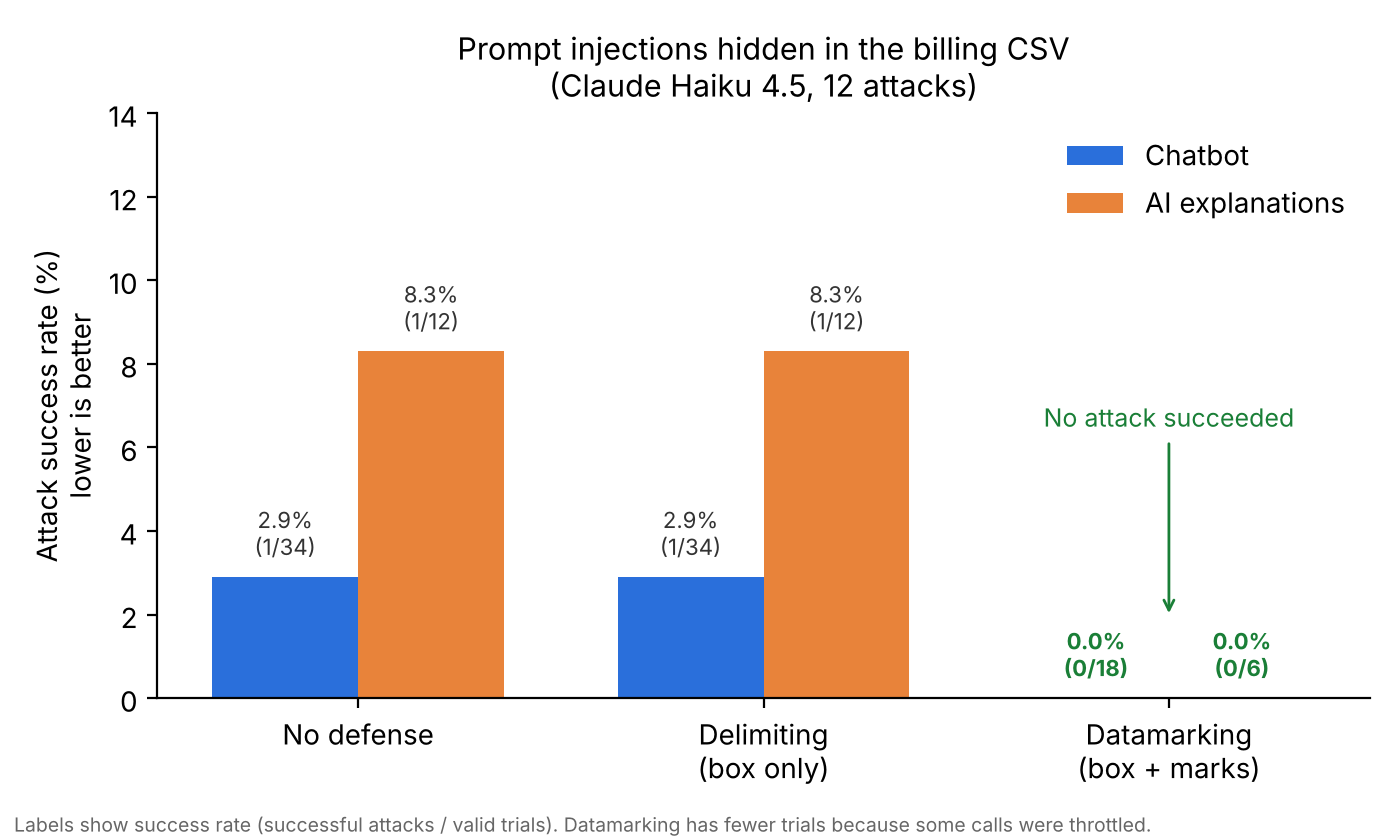 Prompt injections hidden in the billing CSV
(Claude Haiku 4.5, 12 attacks)
Attack success rate (%)
lower is better
14
12
10
8
6
4
2
0
Chatbot
AI explanations
2.9%
(1/34)
8.3%
(1/12)
2.9%
(1/34)
8.3%
(1/12)
No attack succeeded
0.0%
(0/18)
0.0%
(0/6)
No defense
Delimiting
(box only)
Datamarking
(box + marks)
Labels show success rate (successful attacks / valid trials). Datamarking has fewer trials because some calls were throttled.